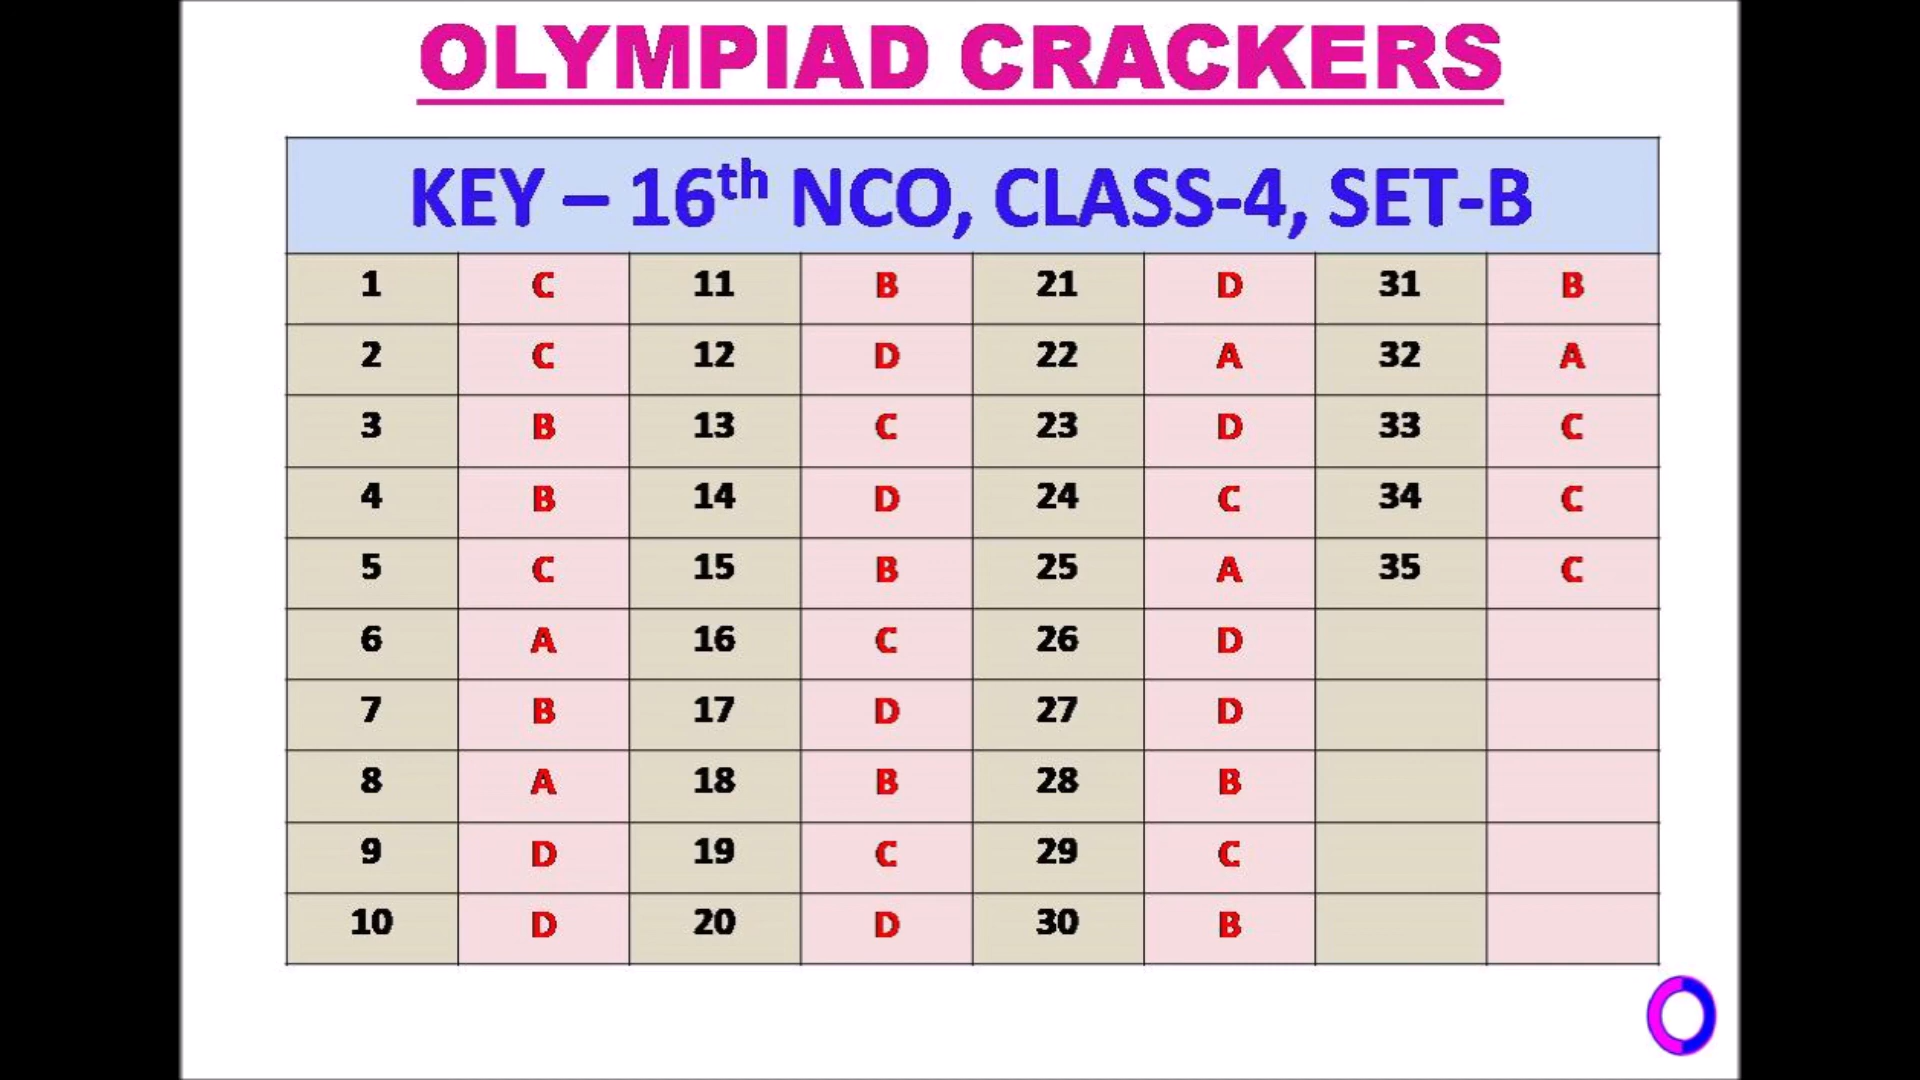 OLYMPIAD CRACKERS
KEY – 16th NCO, CLASS-4, SET-B
1 C 11 B 21 D 31 B
2 C 12 D 22 A 32 A
3 B 13 C 23 D 33 C
4 B 14 D 24 C 34 C
5 C 15 B 25 A 35 C
6 A 16 C 26 D
7 B 17 D 27 D
8 A 18 B 28 B
9 D 19 C 29 C
10 D 20 D 30 B